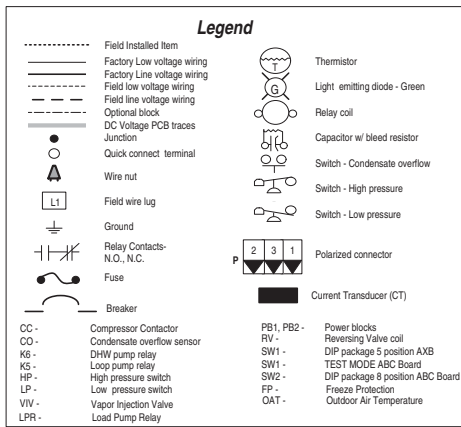 Legend
Field Installed Item
Factory Low voltage wiring
Factory Line voltage wiring
Field low voltage wiring
Field line voltage wiring
Optional block
DC Voltage PCB traces
Junction
Quick connect terminal
Wire nut
L1
Field wire lug
Ground
Relay Contacts-
N.O., N.C.
Fuse
Breaker
T
Thermistor
G
Light emitting diode - Green
Relay coil
Capacitor w/ bleed resistor
Switch - Condensate overflow
Switch - High pressure
Switch - Low pressure
P
2 3 1
Polarized connector
Current Transducer (CT)
CC - Compressor Contactor
CO - Condensate overflow sensor
K6 - DHW pump relay
K5 - Loop pump relay
HP - High pressure switch
LP - Low pressure switch
VIV - Vapor Injection Valve
LPR - Load Pump Relay
PB1, PB2 - Power blocks
RV - Reversing Valve coil
SW1 - DIP package 5 position AXB
SW1 - TEST MODE ABC Board
SW2 - DIP package 8 position ABC Board
FP - Freeze Protection
OAT - Outdoor Air Temperature